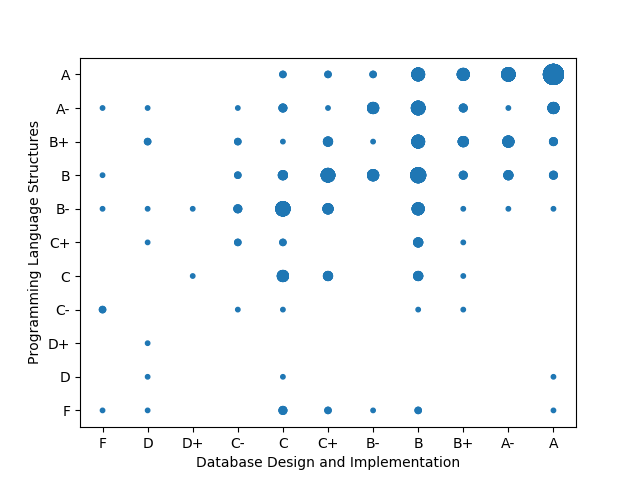 Programming Language Structures
A
A-
B+
B
B-
C+
C
C-
D+
D
F
F D D+ C- C C+ B- B B+ A- A
Database Design and Implementation